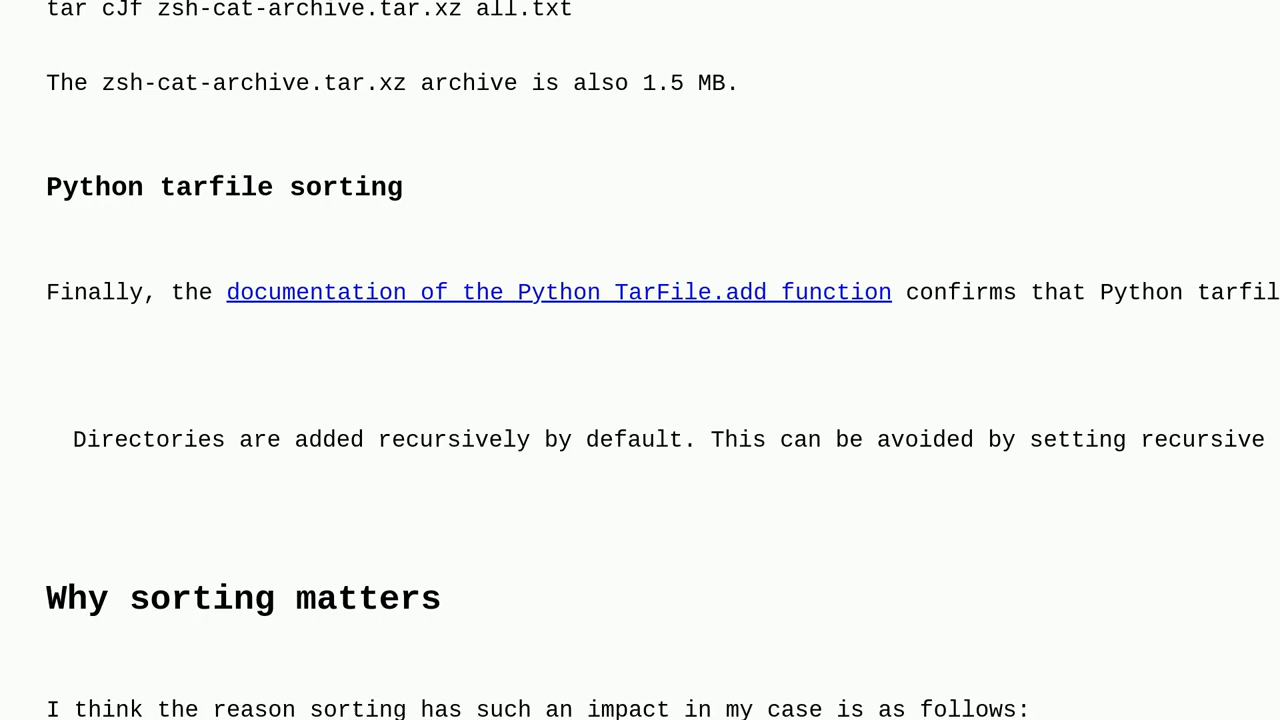 tar cJf zsh-cat-archive.tar.xz all.txt
The zsh-cat-archive.tar.xz archive is also 1.5 MB.
Python tarfile sorting
Finally, the documentation of the Python TarFile.add function confirms that Python tarfil
Directories are added recursively by default. This can be avoided by setting recursive
Why sorting matters
I think the reason sorting has such an impact in my case is as follows: